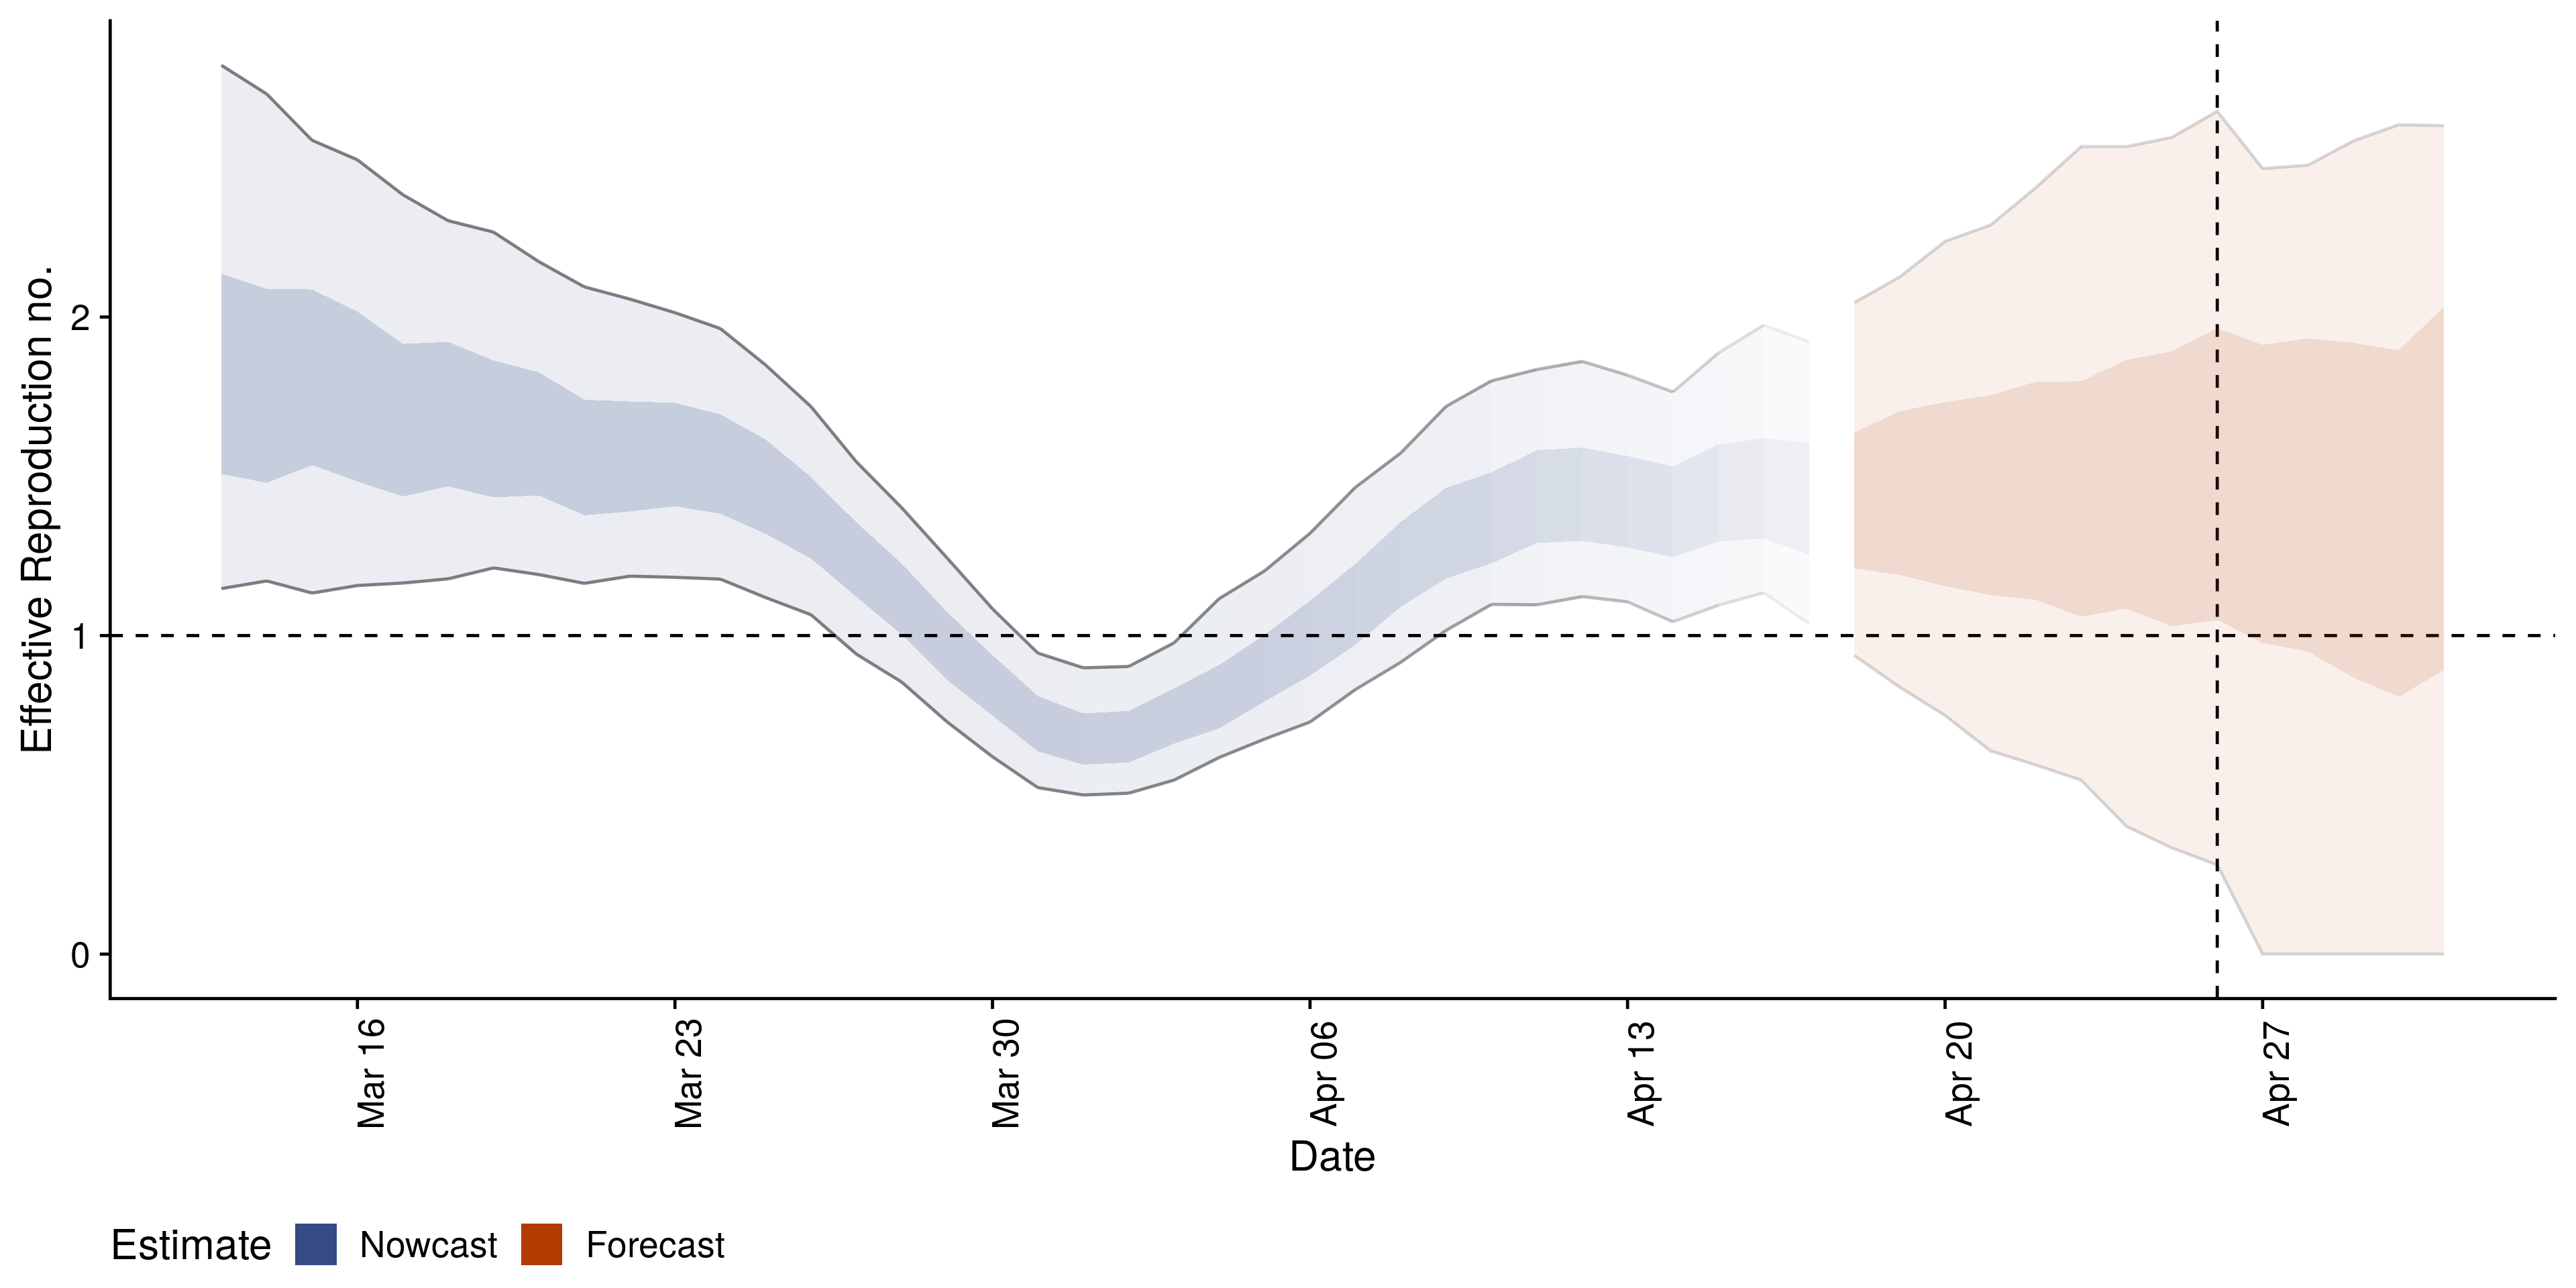 Effective Reproduction no.
2
1
0
Mar 16
Mar 23
Mar 30
Apr 06
Apr 13
Apr 20
Apr 27
Date
Estimate Nowcast Forecast